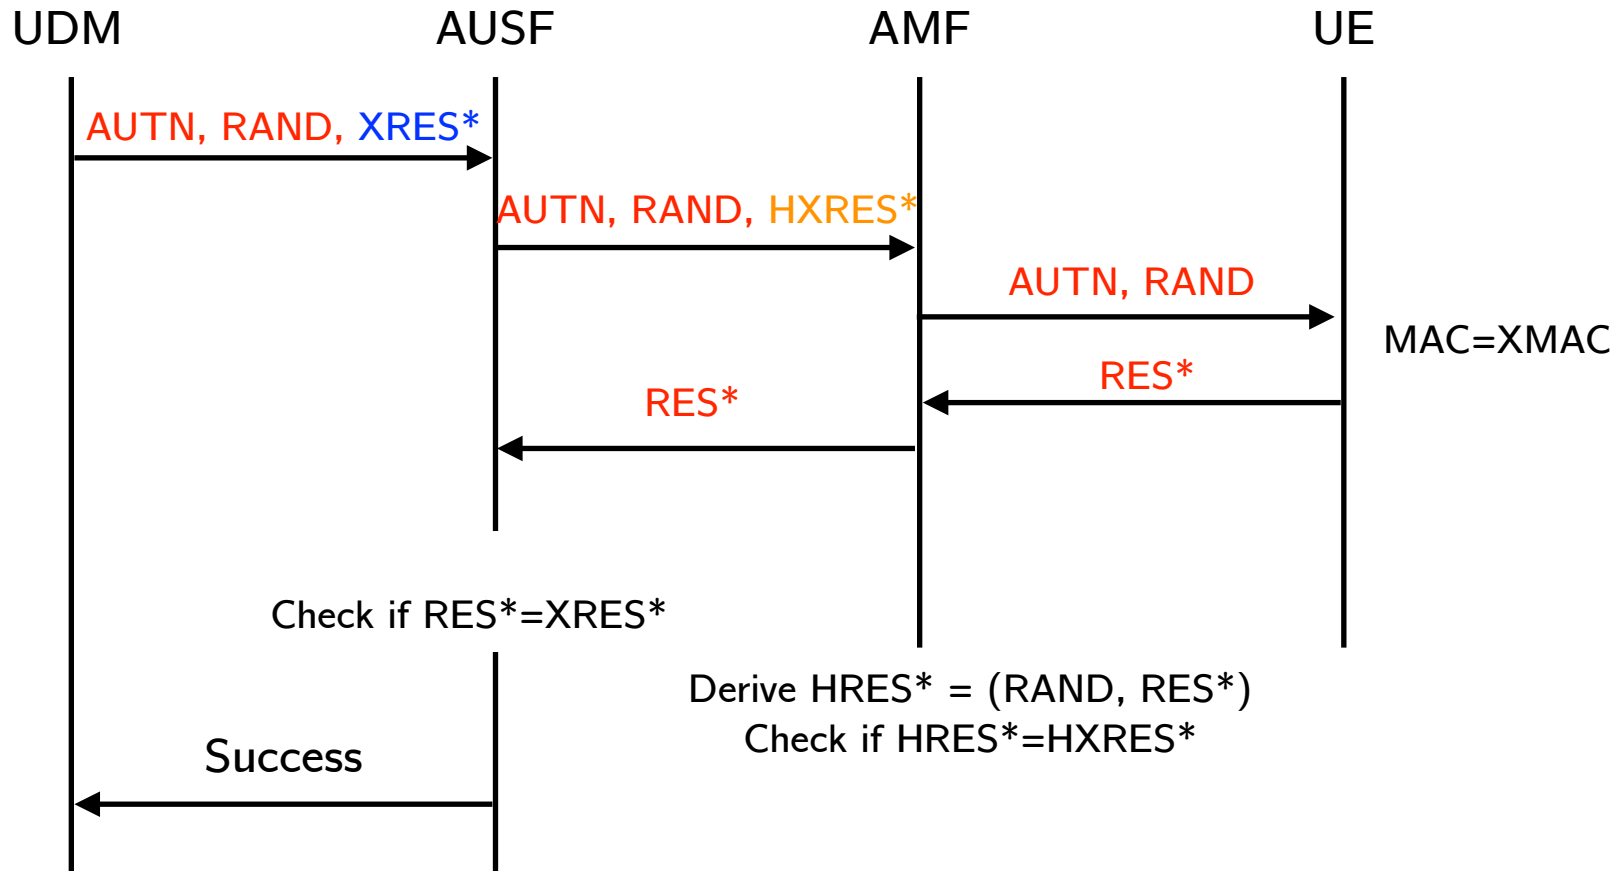 UDM AUSF AMF UE
AUTN, RAND, XRES*
AUTN, RAND, HXRES*
AUTN, RAND
MAC=XMAC
RES*
RES*
Check if RES*=XRES*
Derive HRES* = (RAND, RES*)
Check if HRES*=HXRES*
Success